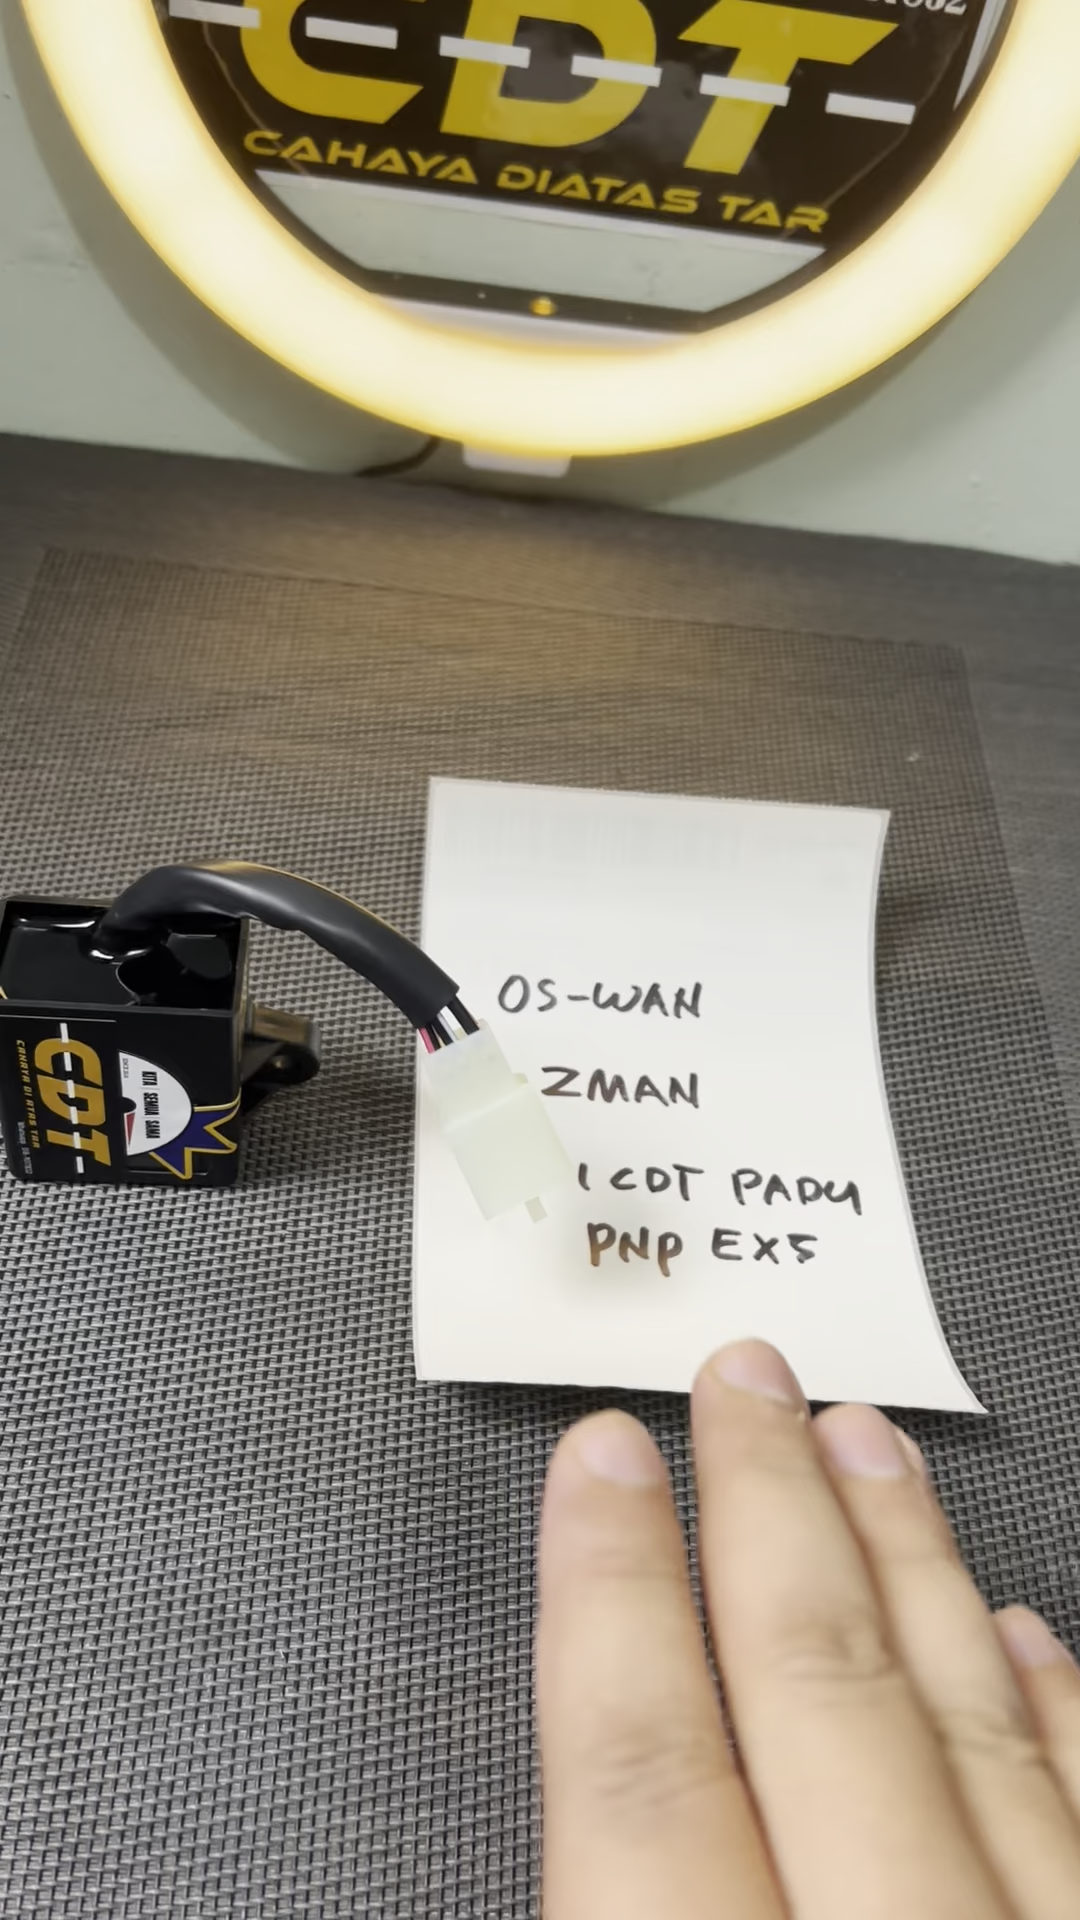 CDT
CAHAYA DIATAS TAR
OS-WAN
ZMAN
1 CDT PADU
PNP EX5
CDT
CAHAYA DI ATAS TAR
KITA SEMUA SAMA